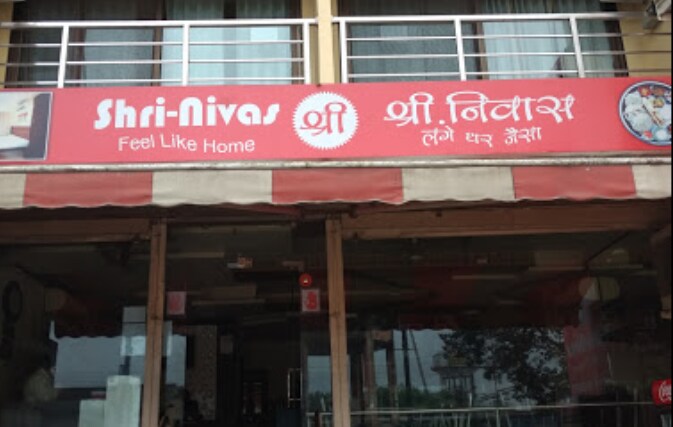 Shri-Nivas
Feel Like Home
श्री
श्री.निवास
लगे घर जैसा